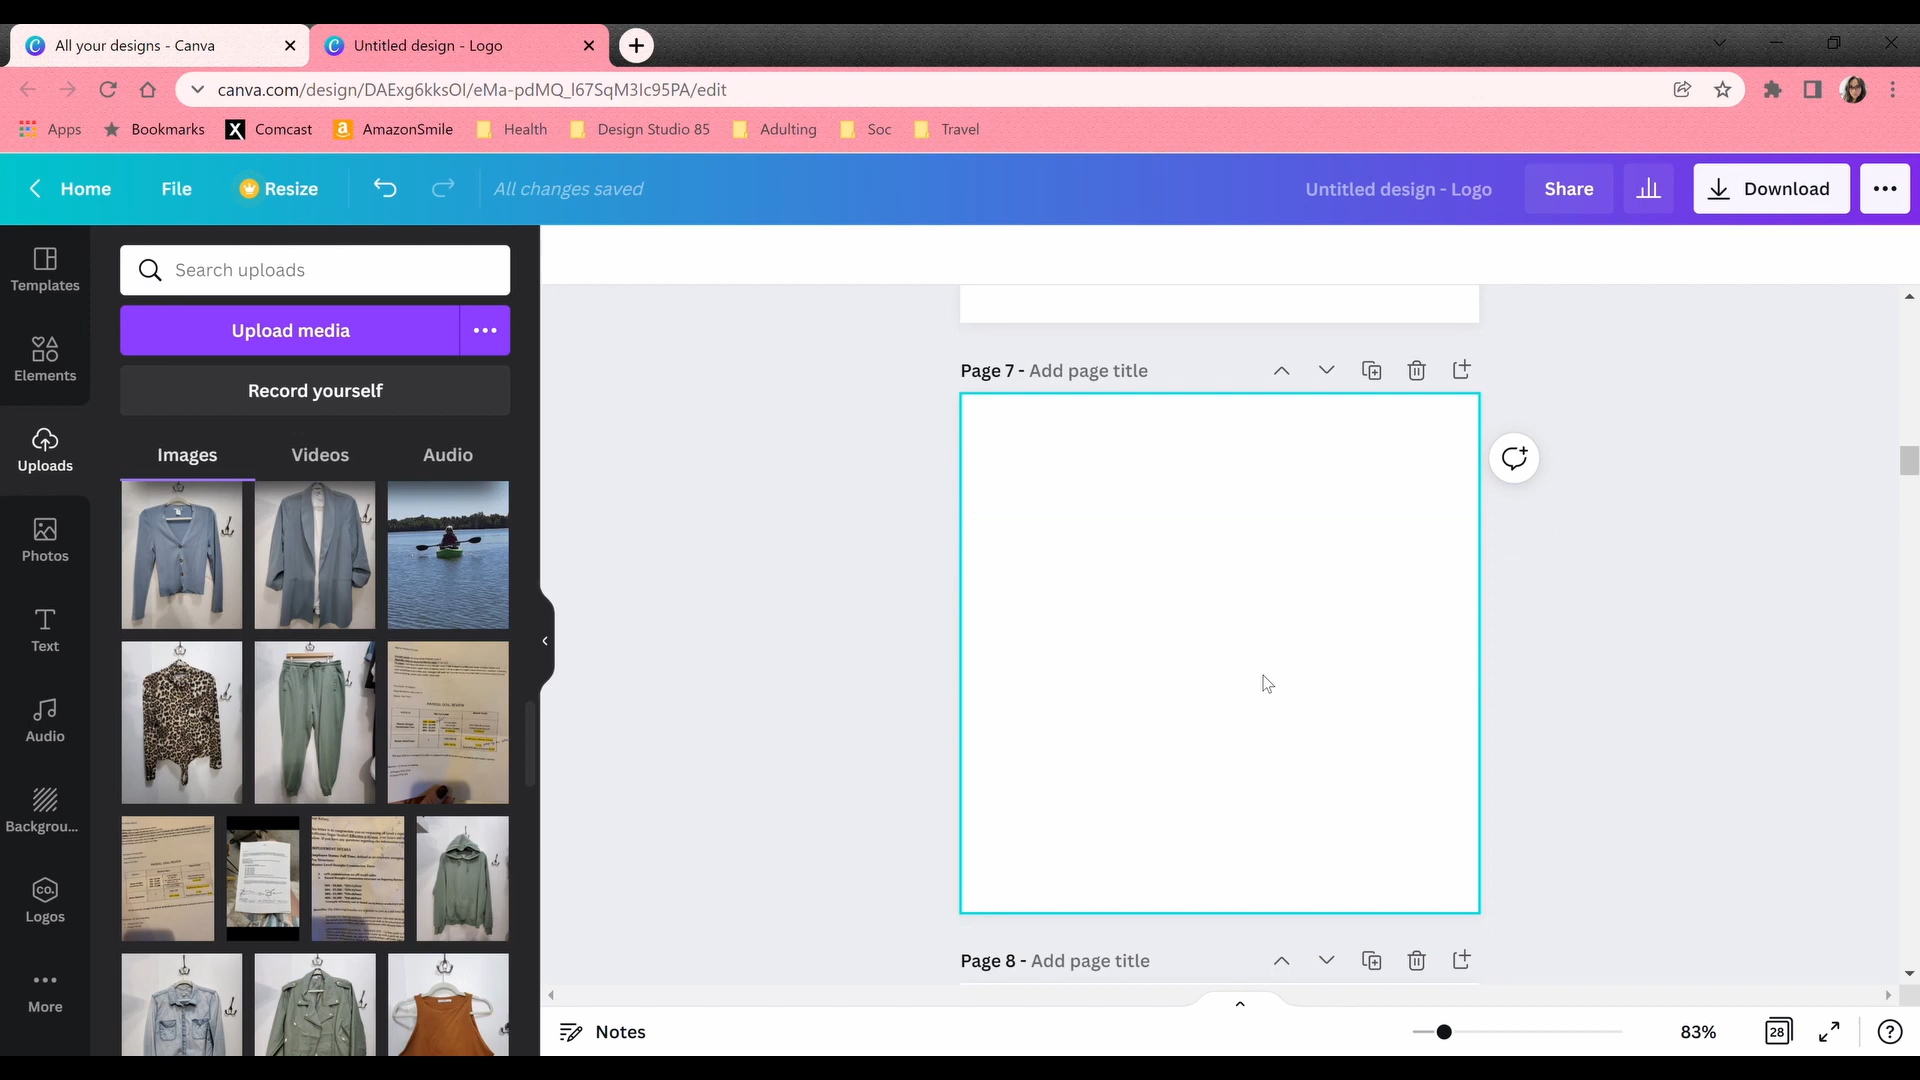 All your designs - Canva
Untitled design - Logo
canva.com/design/DAExg6kksOI/eMa-pdMQ_l67SqM3Ic95PA/edit
Apps
Bookmarks
X
Comcast
a
AmazonSmile
Health
Design Studio 85
Adulting
Soc
Travel
Home
File
Resize
All changes saved
Untitled design - Logo
Share
Download
Templates
Elements
Uploads
Photos
Text
Audio
Backgrou...
CO.
Logos
More
Search uploads
Upload media
Record yourself
Images
Videos
Audio
Page 7 - Add page title
Page 8 - Add page title
Notes
83%
28
?